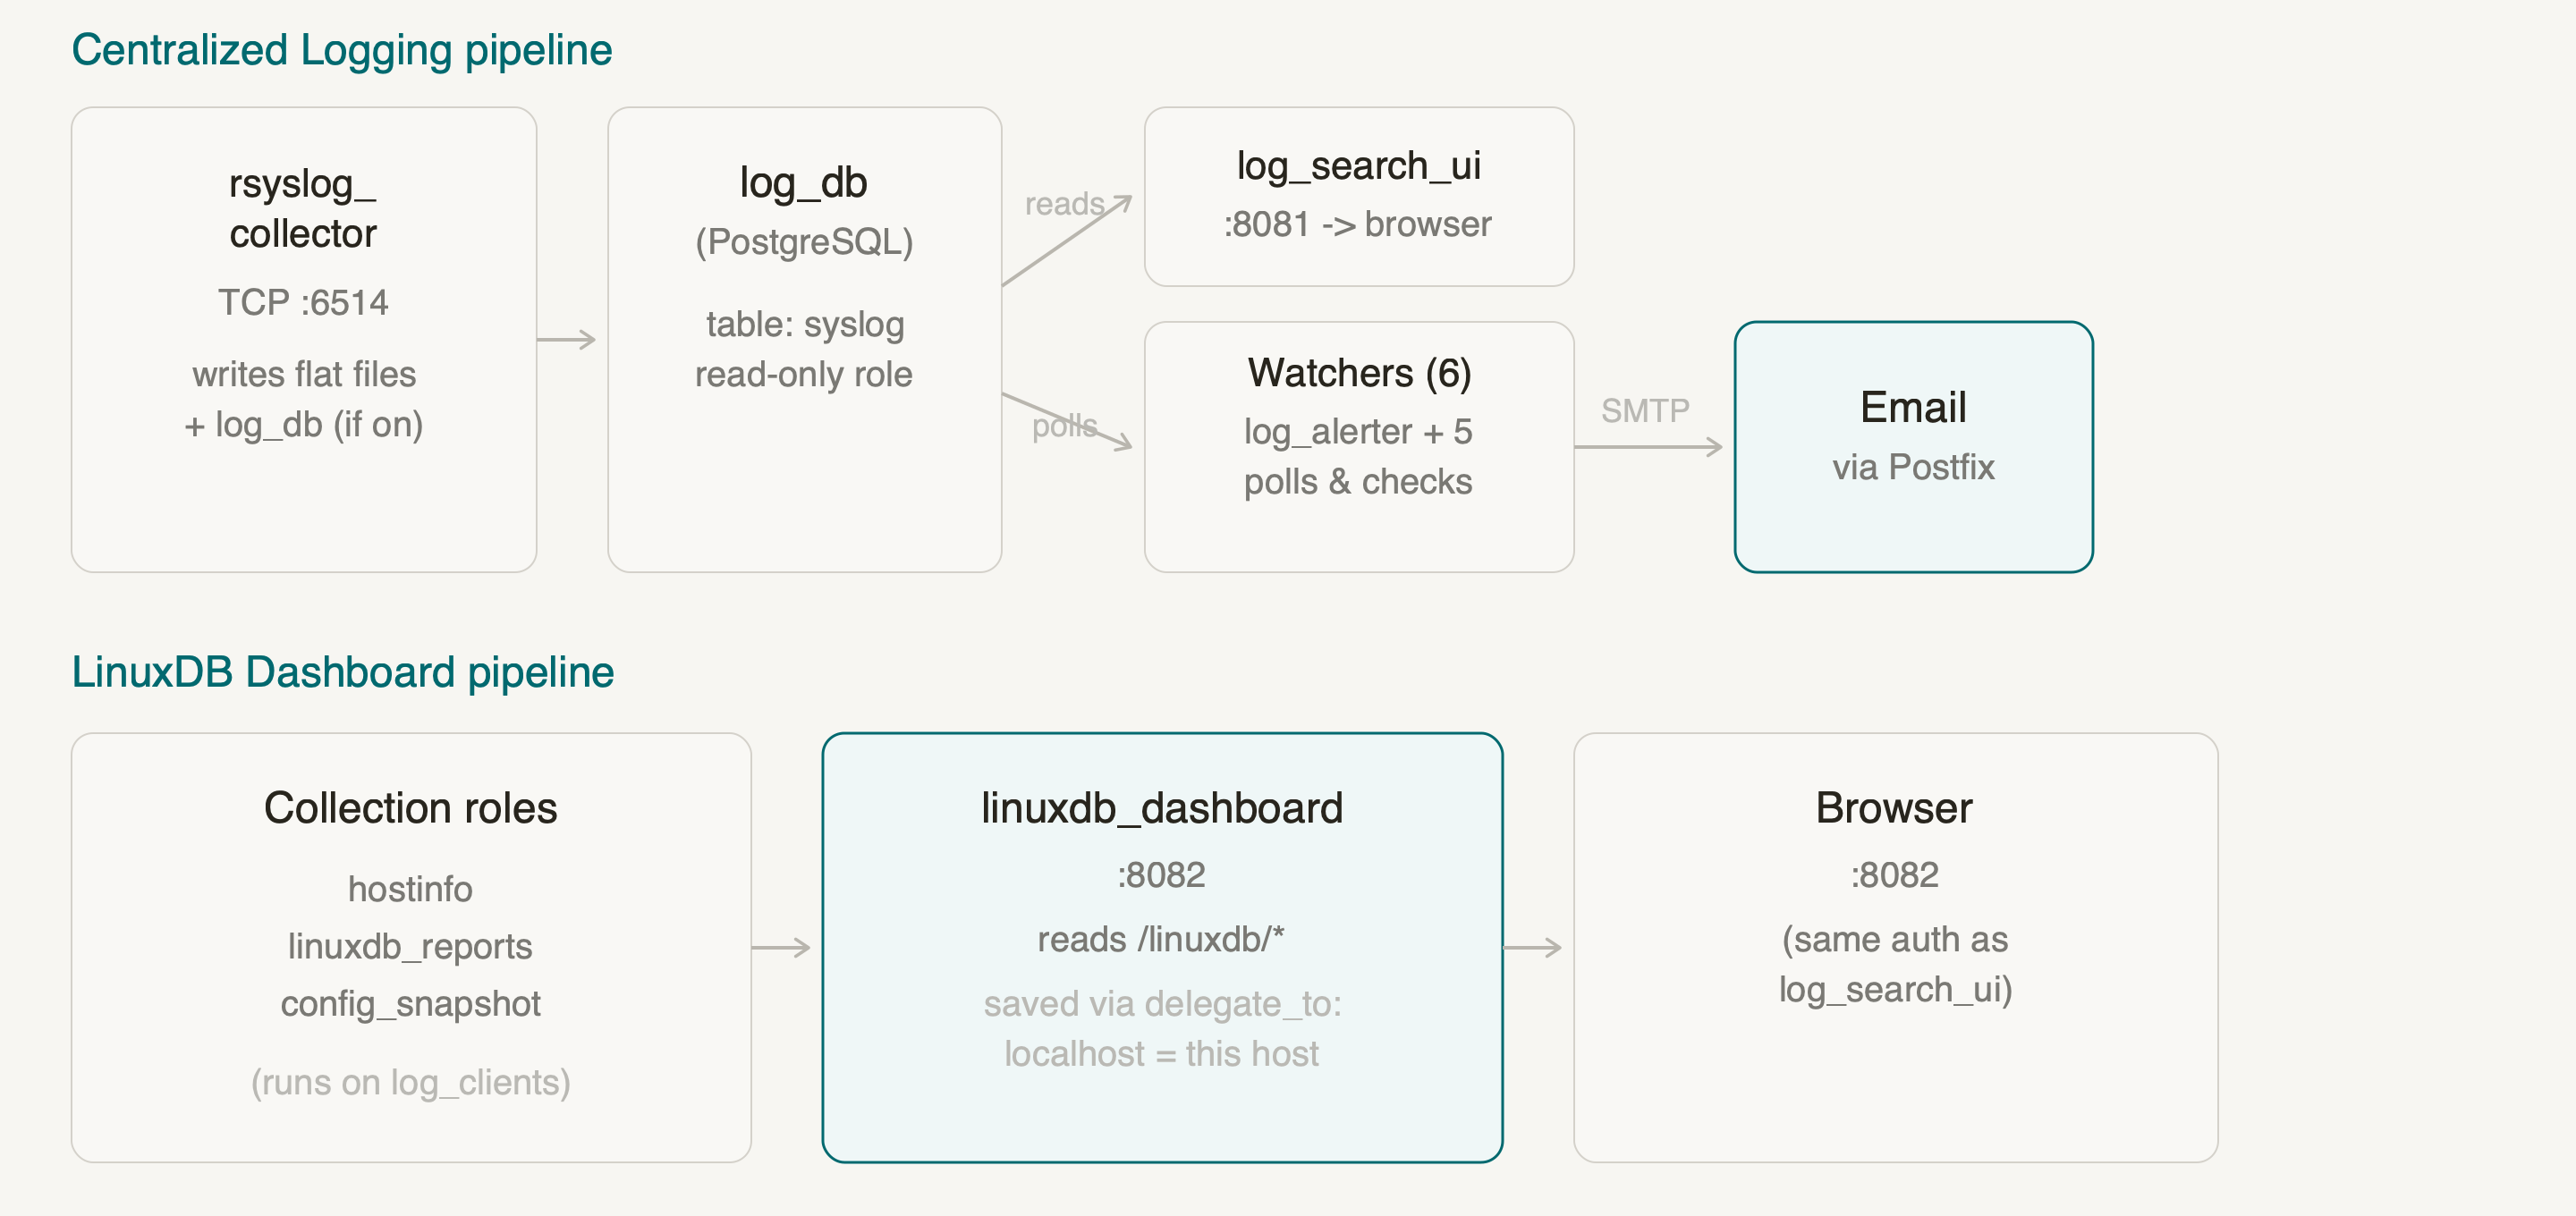 Centralized Logging pipeline
rsyslog_
collector
TCP :6514
writes flat files
+ log_db (if on)
log_db
(PostgreSQL)
table: syslog
read-only role
reads
polls
log_search_ui
:8081 -> browser
Watchers (6)
log_alerter + 5
polls & checks
SMTP
Email
via Postfix
LinuxDB Dashboard pipeline
Collection roles
hostinfo
linuxdb_reports
config_snapshot
(runs on log_clients)
linuxdb_dashboard
:8082
reads /linuxdb/*
saved via delegate_to:
localhost = this host
Browser
:8082
(same auth as
log_search_ui)